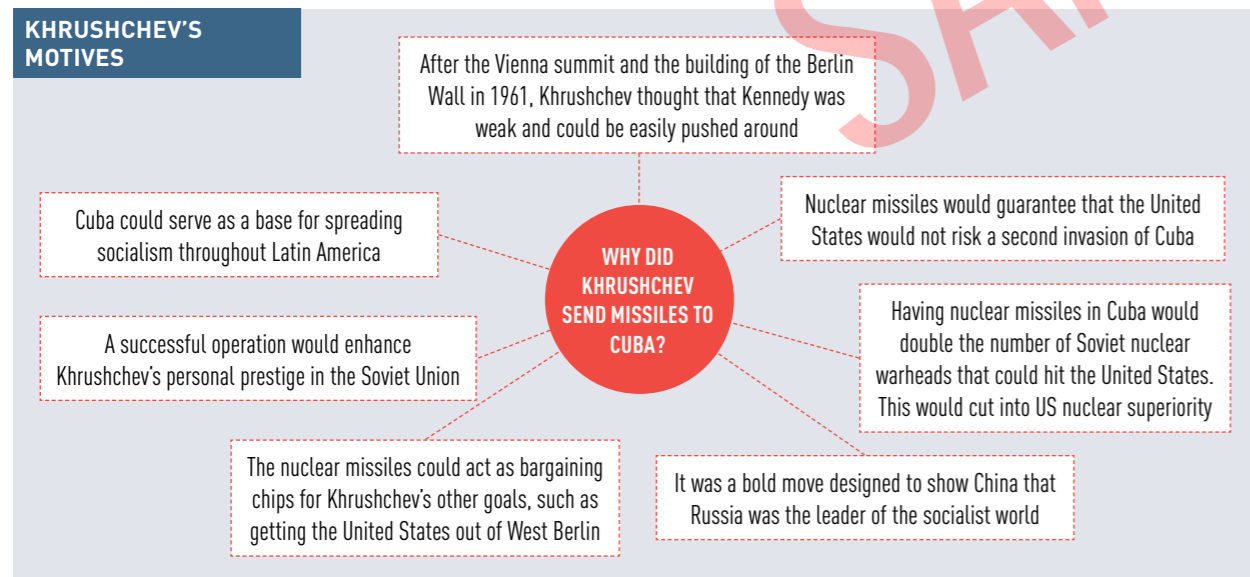 KHRUSHCHEV'S
MOTIVES
After the Vienna summit and the building of the Berlin
Wall in 1961, Khrushchev thought that Kennedy was
weak and could be easily pushed around
Cuba could serve as a base for spreading
socialism throughout Latin America
Nuclear missiles would guarantee that the United
States would not risk a second invasion of Cuba
WHY DID
KHRUSHCHEV
SEND MISSILES TO
CUBA?
A successful operation would enhance
Khrushchev's personal prestige in the Soviet Union
Having nuclear missiles in Cuba would
double the number of Soviet nuclear
warheads that could hit the United States.
This would cut into US nuclear superiority
The nuclear missiles could act as bargaining
chips for Khrushchev's other goals, such as
getting the United States out of West Berlin
It was a bold move designed to show China that
Russia was the leader of the socialist world